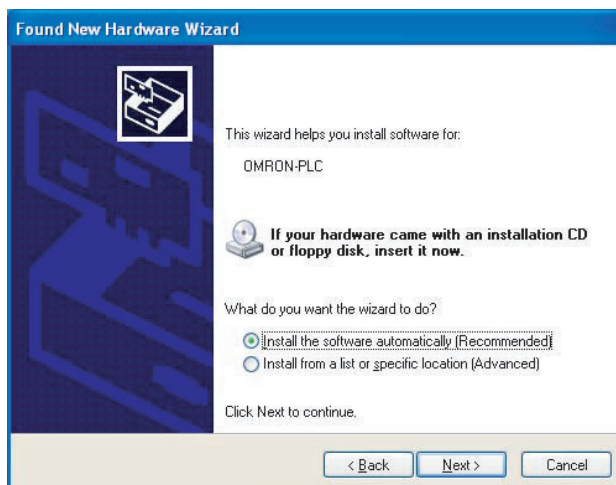 Found New Hardware Wizard
This wizard helps you install software for:
OMRON-PLC
If your hardware came with an installation CD
or floppy disk, insert it now.
What do you want the wizard to do?
Install the software automatically (Recommended)
Install from a list or specific location (Advanced)
Click Next to continue.
< Back Next > Cancel